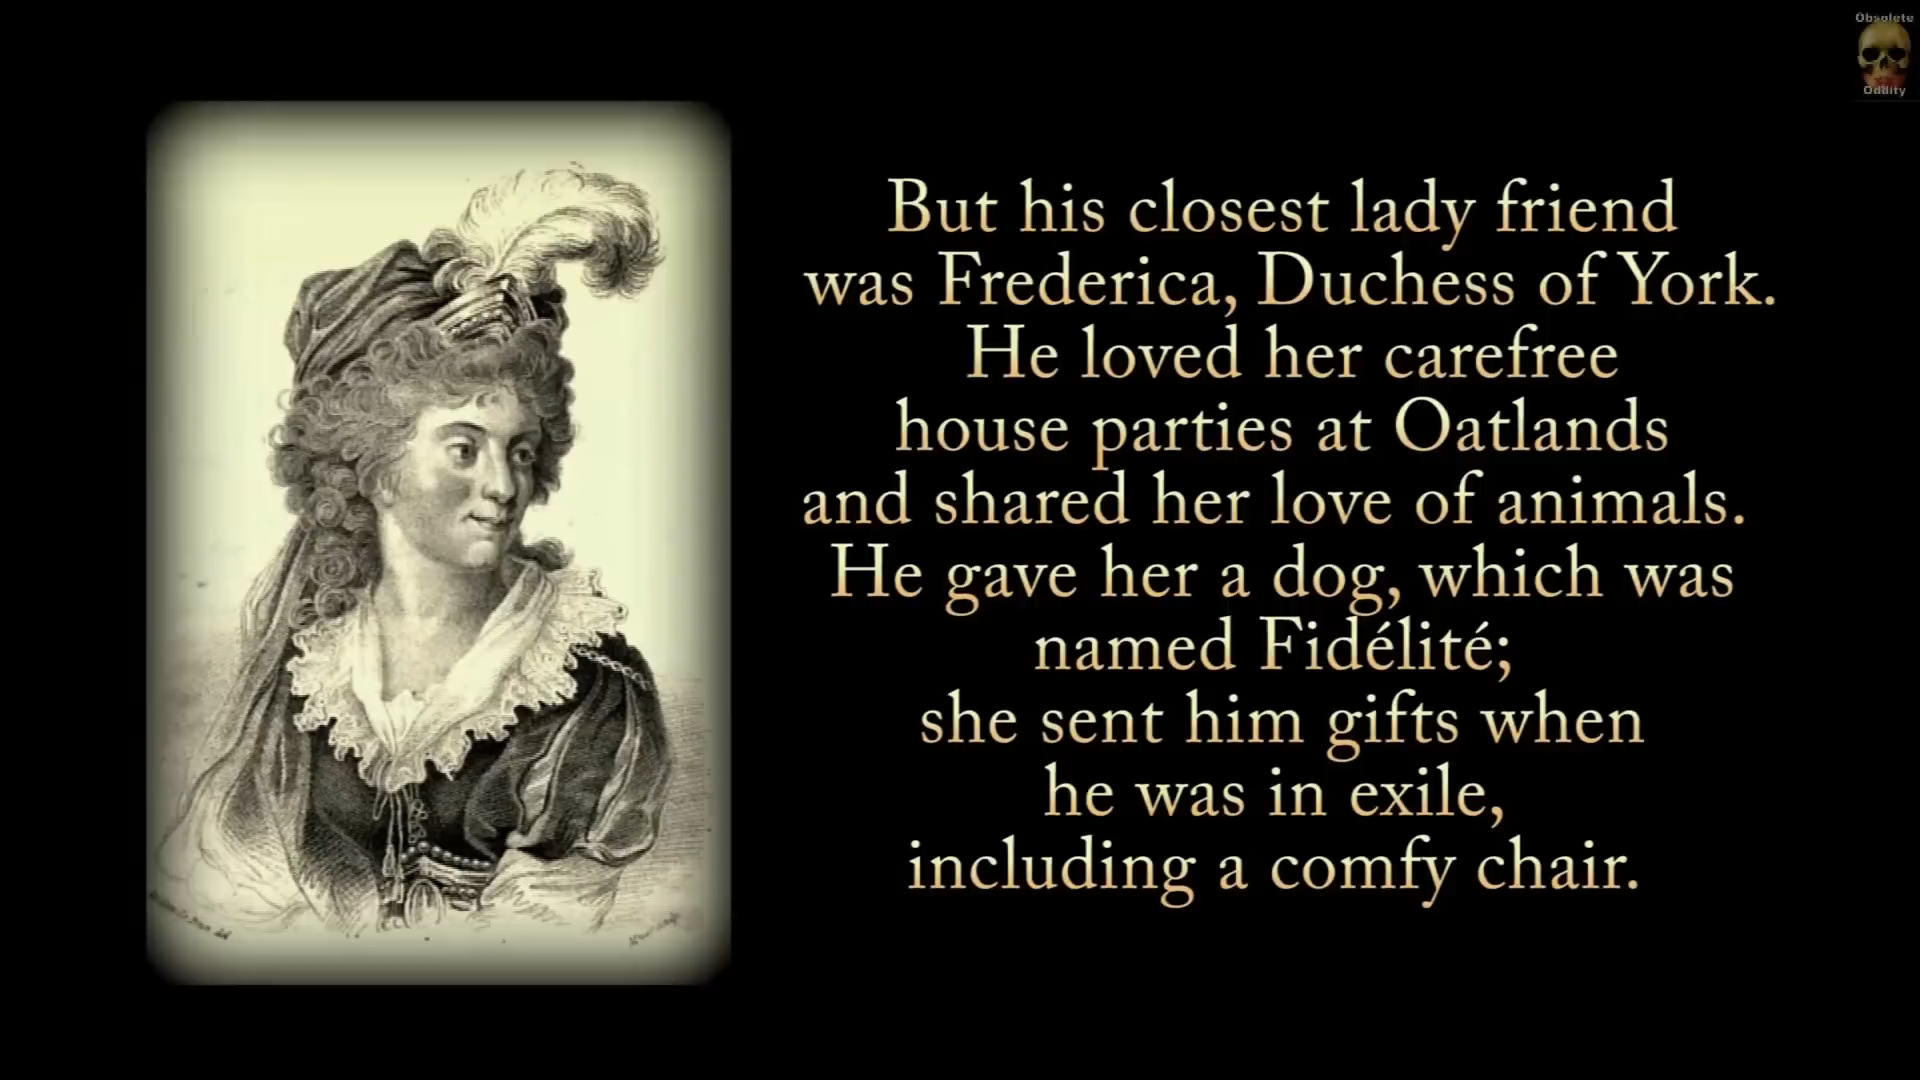 Obsolete
Oddity
But his closest lady friend
was Frederica, Duchess of York.
He loved her carefree
house parties at Oatlands
and shared her love of animals.
He gave her a dog, which was
named Fidélité;
she sent him gifts when
he was in exile,
including a comfy chair.